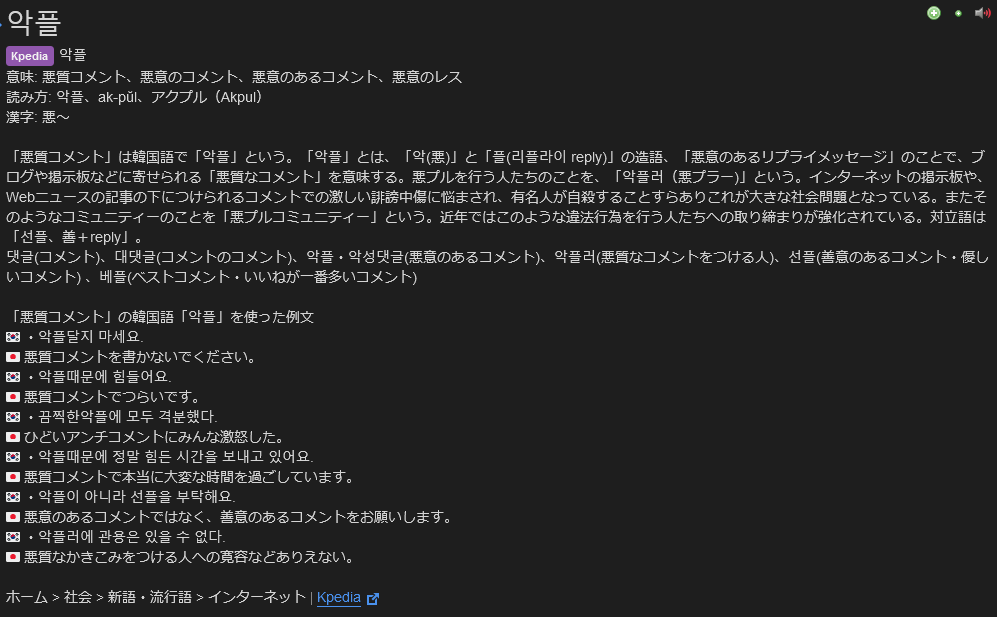 악플
Kpedia 악플
意味: 悪質コメント、悪意のコメント、悪意のあるコメント、悪意のレス
読み方: 악플、ak-pŭl、アクプル（Akpul）
漢字: 悪〜
「悪質コメント」は韓国語で「악플」という。「악플」とは、「악(悪)」と「플(리플라이 reply)」の造語、「悪意のあるリプライメッセージ」のことで、ブ
ログや掲示板などに寄せられる「悪質なコメント」を意味する。悪プルを行う人たちのことを、「악플러（悪プラー)」という。インターネットの掲示板や、
Webニュースの記事の下につけられるコメントでの激しい誹謗中傷に悩まされ、有名人が自殺することすらありこれが大きな社会問題となっている。またそ
のようなコミュニティーのことを「悪プルコミュニティー」という。近年ではこのような違法行為を行う人たちへの取り締まりが強化されている。対立語は
「선플、善＋reply」。
댓글(コメント)、대댓글(コメントのコメント)、악플・악성댓글(悪意のあるコメント)、악플러(悪質なコメントをつける人)、선플(善意のあるコメント・優し
いコメント) 、베플(ベストコメント・いいねが一番多いコメント)
「悪質コメント」の韓国語「악플」を使った例文
・악플달지 마세요.
悪質コメントを書かないでください。
・악플때문에 힘들어요.
悪質コメントでつらいです。
・끔찍한악플에 모두 격분했다.
ひどいアンチコメントにみんな激怒した。
・악플때문에 정말 힘든 시간을 보내고 있어요.
悪質コメントで本当に大変な時間を過ごしています。
・악플이 아니라 선플을 부탁해요.
悪意のあるコメントではなく、善意のあるコメントをお願いします。
・악플러에 관용은 있을 수 없다.
悪質なかきこみをつける人への寛容などありえない。
ホーム > 社会 > 新語・流行語 > インターネット | Kpedia